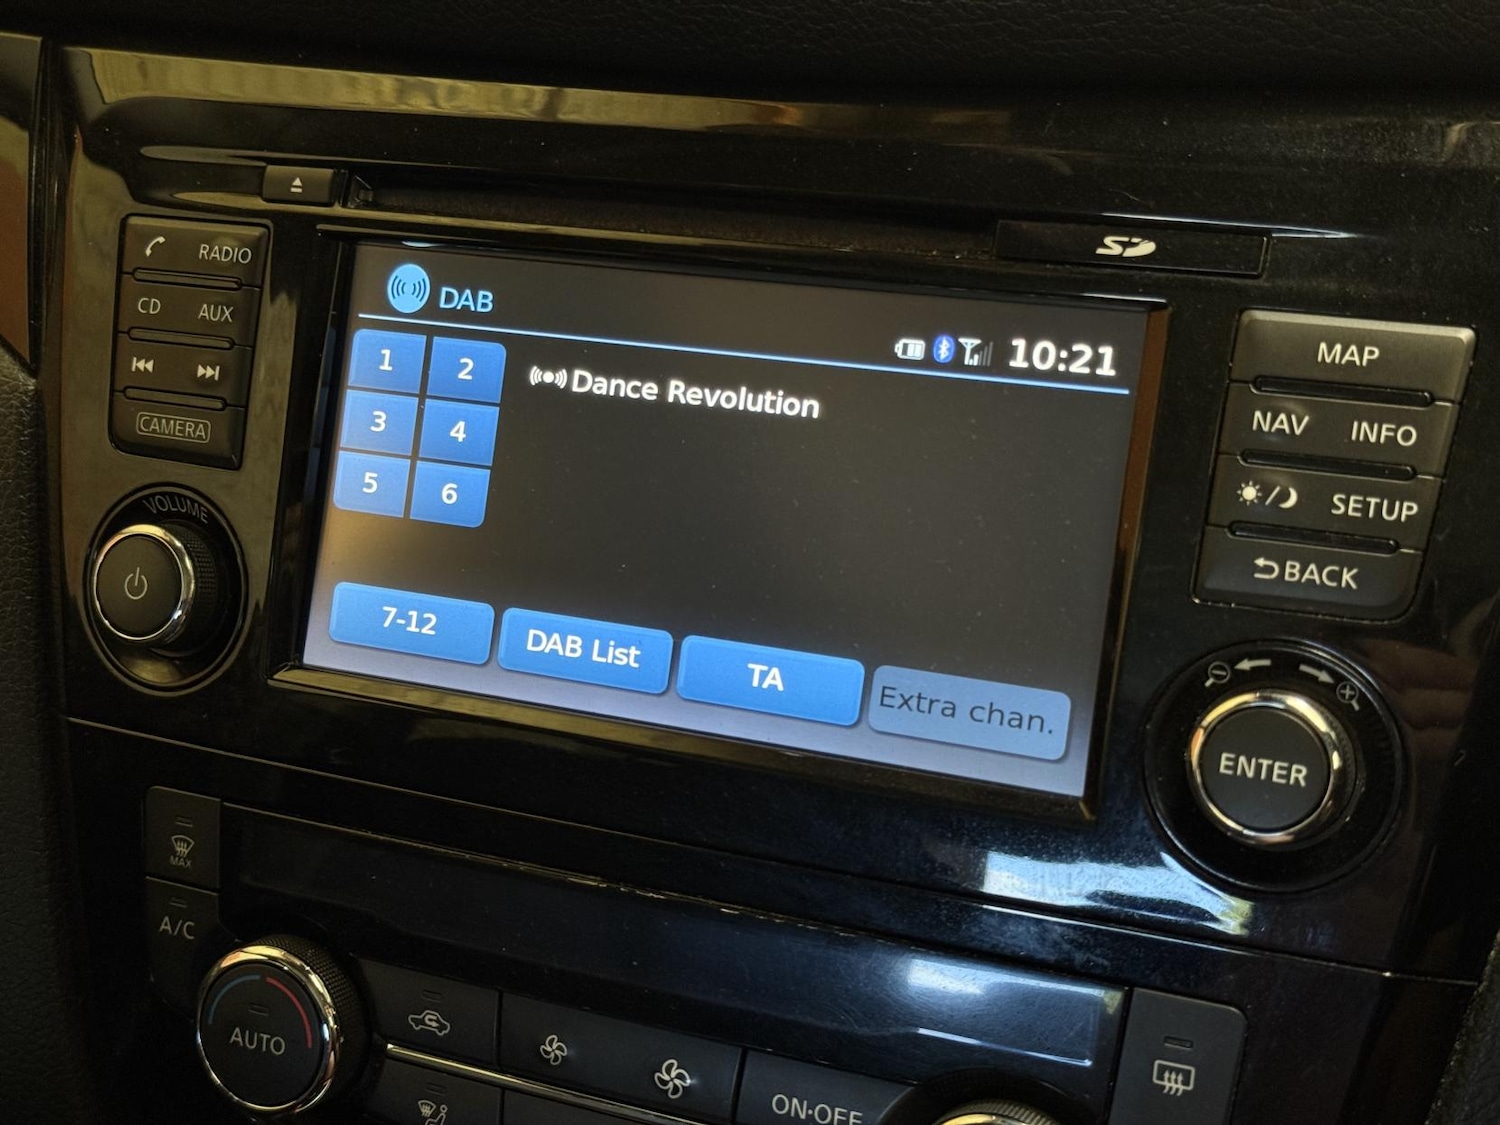 RADIO
CD AUX
CAMERA
VOLUME
SD
DAB
10:21
1 2
3 4
5 6
Dance Revolution
7-12
DAB List
TA
Extra chan.
MAP
NAV INFO
SETUP
BACK
ENTER
MAX
A/C
AUTO
ON·OFF